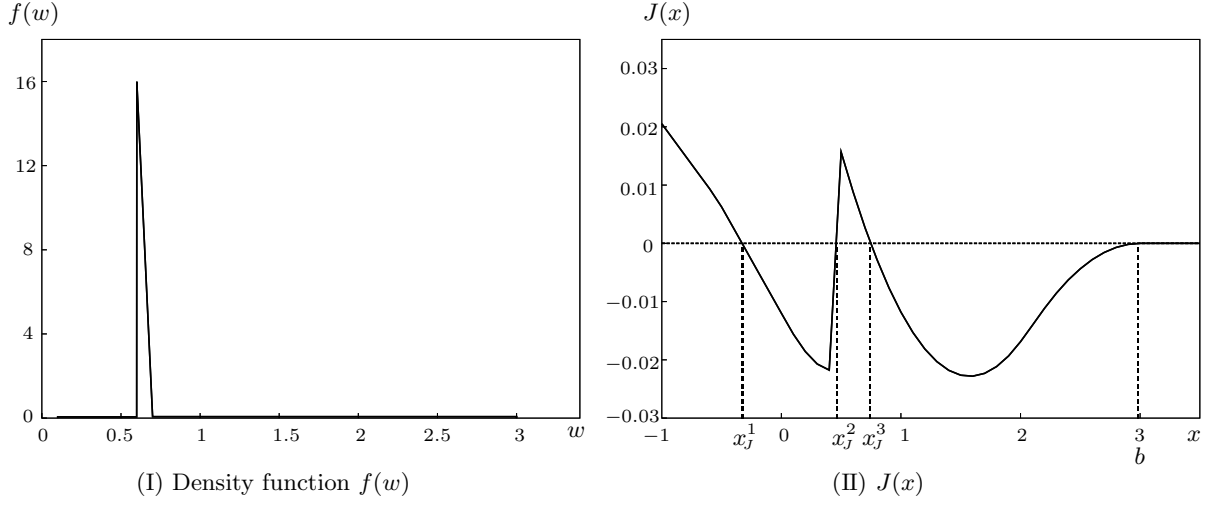 f(w)
16
12
8
4
0
0 0.5 1 1.5 2 2.5 3 w
(I) Density function f(w)
J(x)
0.03
0.02
0.01
0
−0.01
−0.02
−0.03
−1 x_J^1 0 x_J^2 x_J^3 1 2 3 x
b
(II) J(x)